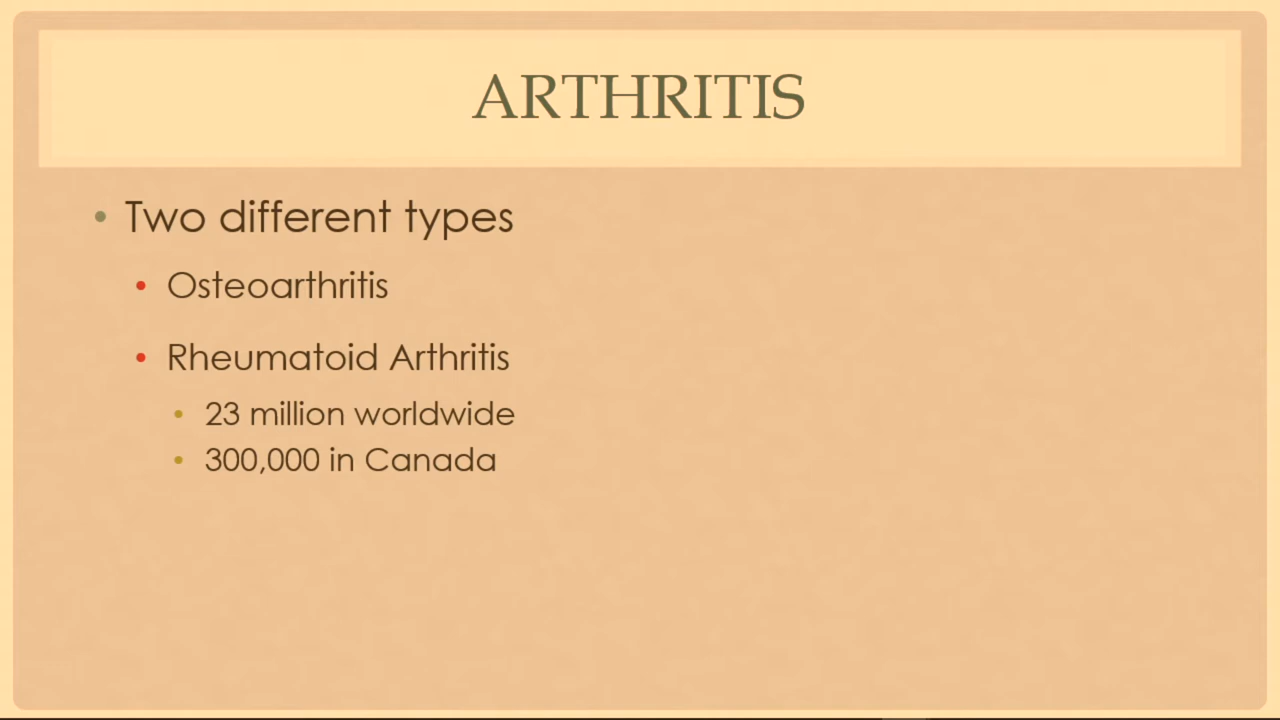 ARTHRITIS
• Two different types
• Osteoarthritis
• Rheumatoid Arthritis
• 23 million worldwide
• 300,000 in Canada